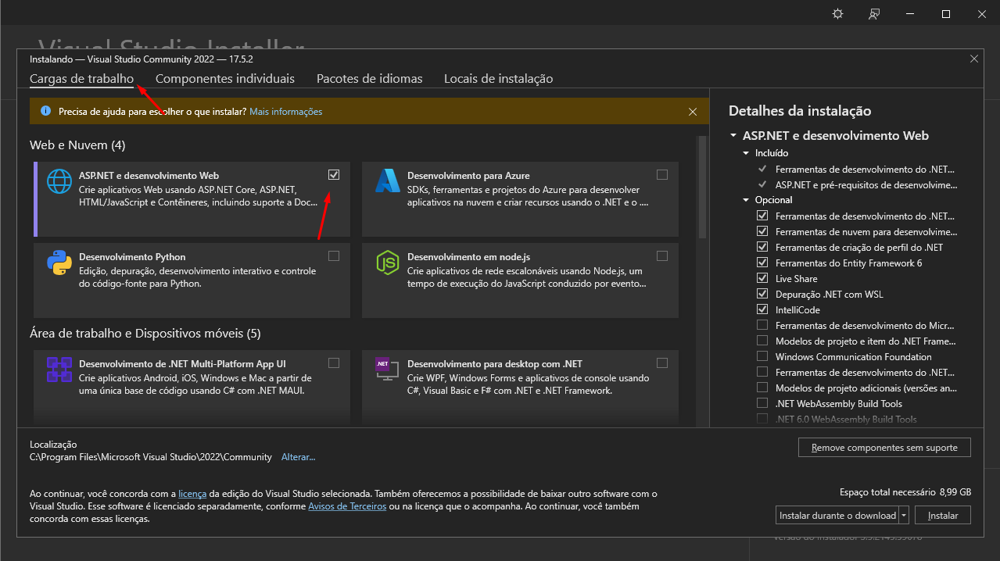 Visual Studio Installer
Instalando — Visual Studio Community 2022 — 17.5.2
Cargas de trabalho
Componentes individuais
Pacotes de idiomas
Locais de instalação
Precisa de ajuda para escolher o que instalar? Mais informações
Web e Nuvem (4)
ASP.NET e desenvolvimento Web
Crie aplicativos Web usando ASP.NET Core, ASP.NET,
HTML/JavaScript e Contêineres, incluindo suporte a Doc...
Desenvolvimento para Azure
SDKs, ferramentas e projetos do Azure para desenvolver
aplicativos na nuvem e criar recursos usando o .NET e o ....
Desenvolvimento Python
Edição, depuração, desenvolvimento interativo e controle
do código-fonte para Python.
JS
Desenvolvimento em node.js
Crie aplicativos de rede escalonáveis usando Node.js, um
tempo de execução do JavaScript conduzido por evento...
Área de trabalho e Dispositivos móveis (5)
Desenvolvimento de .NET Multi-Platform App UI
Crie aplicativos Android, iOS, Windows e Mac a partir de
uma única base de código usando C# com .NET MAUI.
.NET
Desenvolvimento para desktop com .NET
Crie WPF, Windows Forms e aplicativos de console usando
C#, Visual Basic e F# com .NET e .NET Framework.
Detalhes da instalação
ASP.NET e desenvolvimento Web
Incluído
Ferramentas de desenvolvimento do .NET...
ASP.NET e pré-requisitos de desenvolvime...
Opcional
Ferramentas de desenvolvimento do .NET...
Ferramentas de nuvem para desenvolvime...
Ferramentas de criação de perfil do .NET
Ferramentas do Entity Framework 6
Live Share
Depuração .NET com WSL
IntelliCode
Ferramentas de desenvolvimento do Micr...
Modelos de projeto e item do .NET Frame...
Windows Communication Foundation
Ferramentas de desenvolvimento do .NET...
Modelos de projeto adicionais (versões an...
.NET WebAssembly Build Tools
.NET 6.0 WebAssembly Build Tools
Localização
C:\Program Files\Microsoft Visual Studio\2022\Community Alterar...
Remove componentes sem suporte
Ao continuar, você concorda com a licença da edição do Visual Studio selecionada. Também oferecemos a possibilidade de baixar outro software com o
Visual Studio. Esse software é licenciado separadamente, conforme Avisos de Terceiros ou na licença que o acompanha. Ao continuar, você também
concorda com essas licenças.
Espaço total necessário 8,99 GB
Instalar durante o download
Instalar